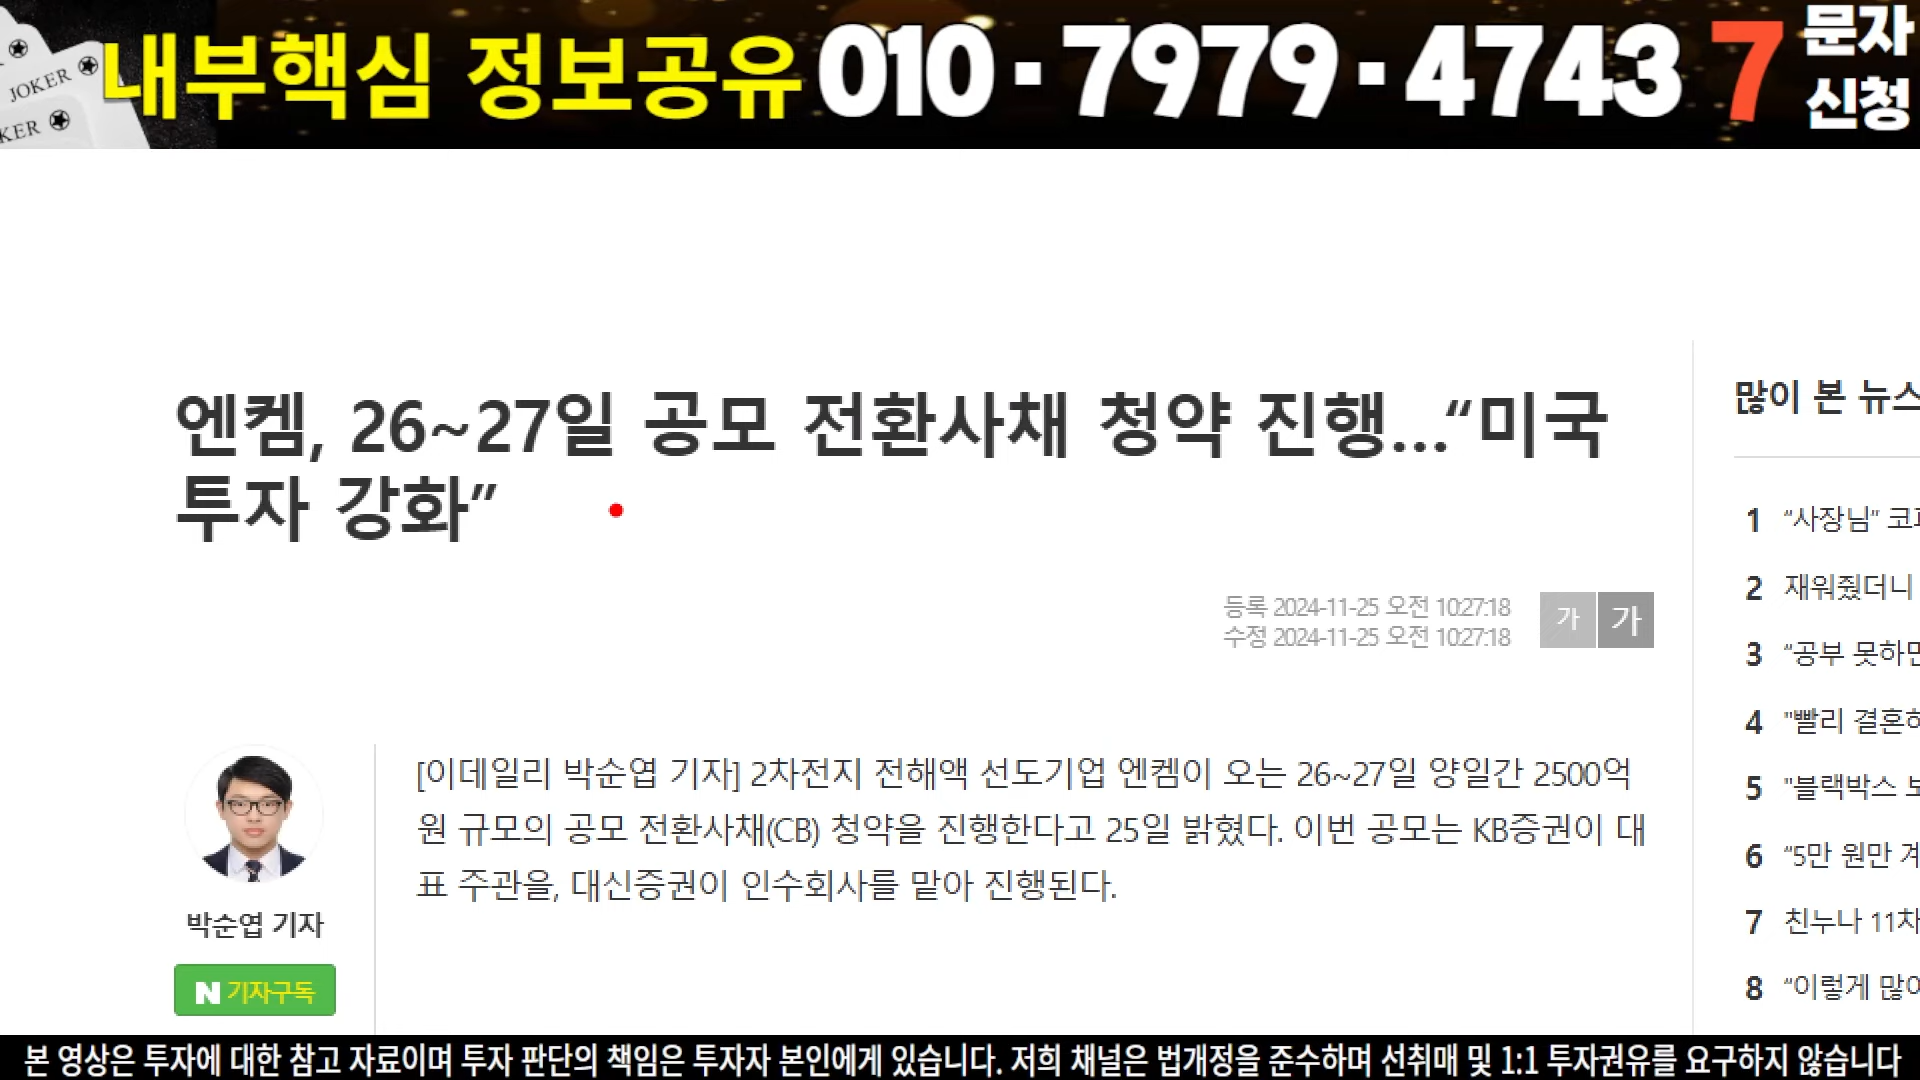 JOKER
KER
내부핵심 정보공유 010·7979·4743 7 문자
신청
엔켐, 26~27일 공모 전환사채 청약 진행…“미국
투자 강화”
등록 2024-11-25 오전 10:27:18
수정 2024-11-25 오전 10:27:18
가 가
[이데일리 박순엽 기자] 2차전지 전해액 선도기업 엔켐이 오는 26~27일 양일간 2500억
원 규모의 공모 전환사채(CB) 청약을 진행한다고 25일 밝혔다. 이번 공모는 KB증권이 대
표 주관을, 대신증권이 인수회사를 맡아 진행된다.
박순엽 기자
N 기자구독
많이 본 뉴스
1 “사장님”
2 재워줬더니
3 “공부
4 "빨리
5 "블랙박스
6 “5만 원만
7 친누나
8 “이렇게
본 영상은 투자에 대한 참고 자료이며 투자 판단의 책임은 투자자 본인에게 있습니다. 저희 채널은 법개정을 준수하며 선취매 및 1:1 투자권유를 요구하지 않습니다